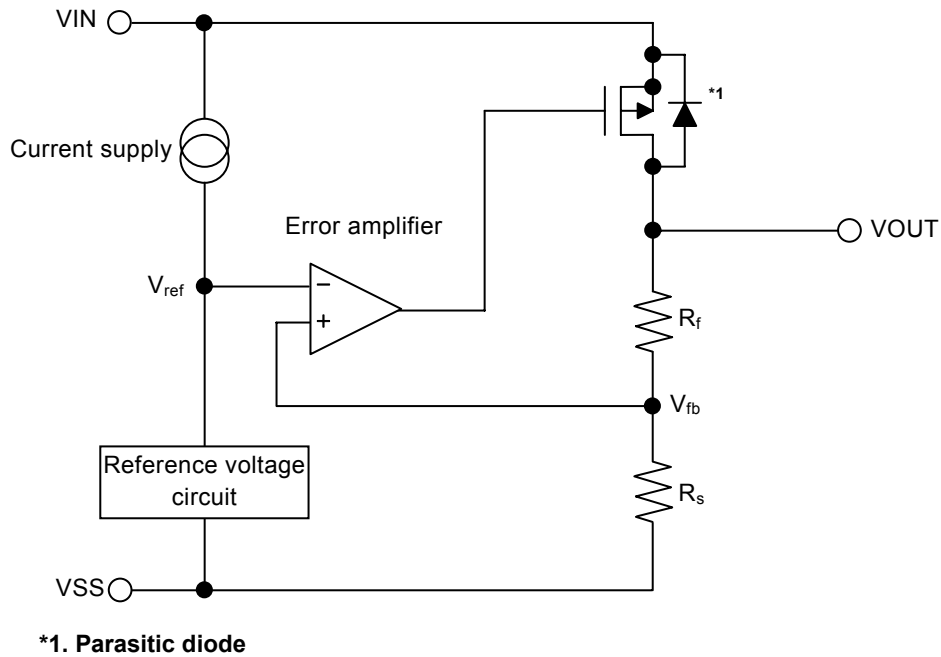 VIN
*1
Current supply
Error amplifier
VOUT
Vref
−
+
Rf
Vfb
Reference voltage
circuit
Rs
VSS
*1. Parasitic diode